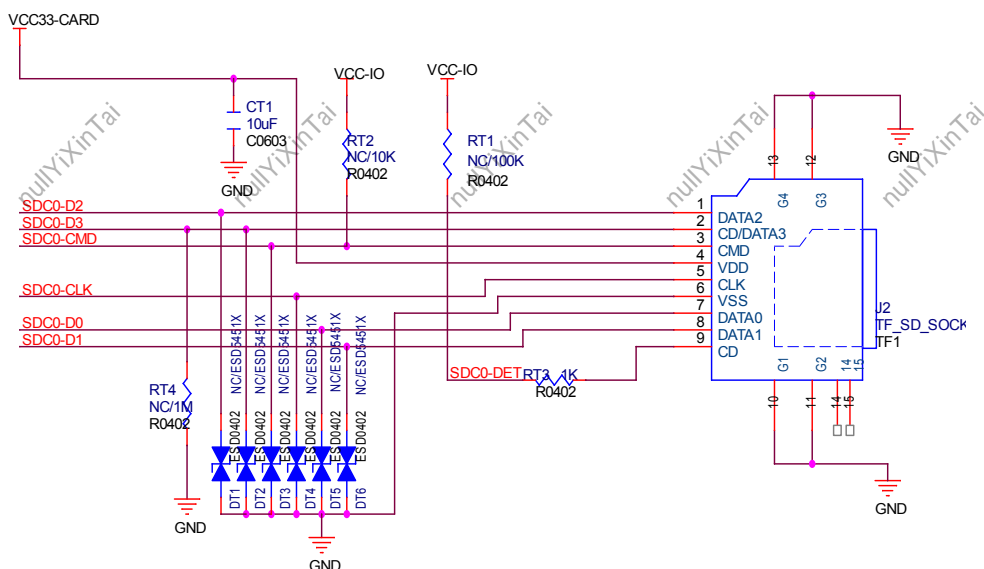 VCC33-CARD
VCC-IO
VCC-IO
CT1
10uF
C0603
GND
RT2
NC/10K
R0402
RT1
NC/100K
R0402
GND
nullYiXinTai
nullYiXinTai
nullYiXinTai
nullYiXinTai
13
12
G4
G3
SDC0-D2
SDC0-D3
SDC0-CMD
SDC0-CLK
SDC0-D0
SDC0-D1
1
2
3
4
5
6
7
8
9
DATA2
CD/DATA3
CMD
VDD
CLK
VSS
DATA0
DATA1
CD
J2
TF_SD_SOCK
TF1
G1
G2
14
15
10
11
14
15
SDC0-DET
RT3 1K
R0402
RT4
NC/1M
R0402
NC/ESD5451X
NC/ESD5451X
NC/ESD5451X
NC/ESD5451X
NC/ESD5451X
NC/ESD5451X
ESD0402
ESD0402
ESD0402
ESD0402
ESD0402
ESD0402
DT1
DT2
DT3
DT4
DT5
DT6
GND
GND
GND